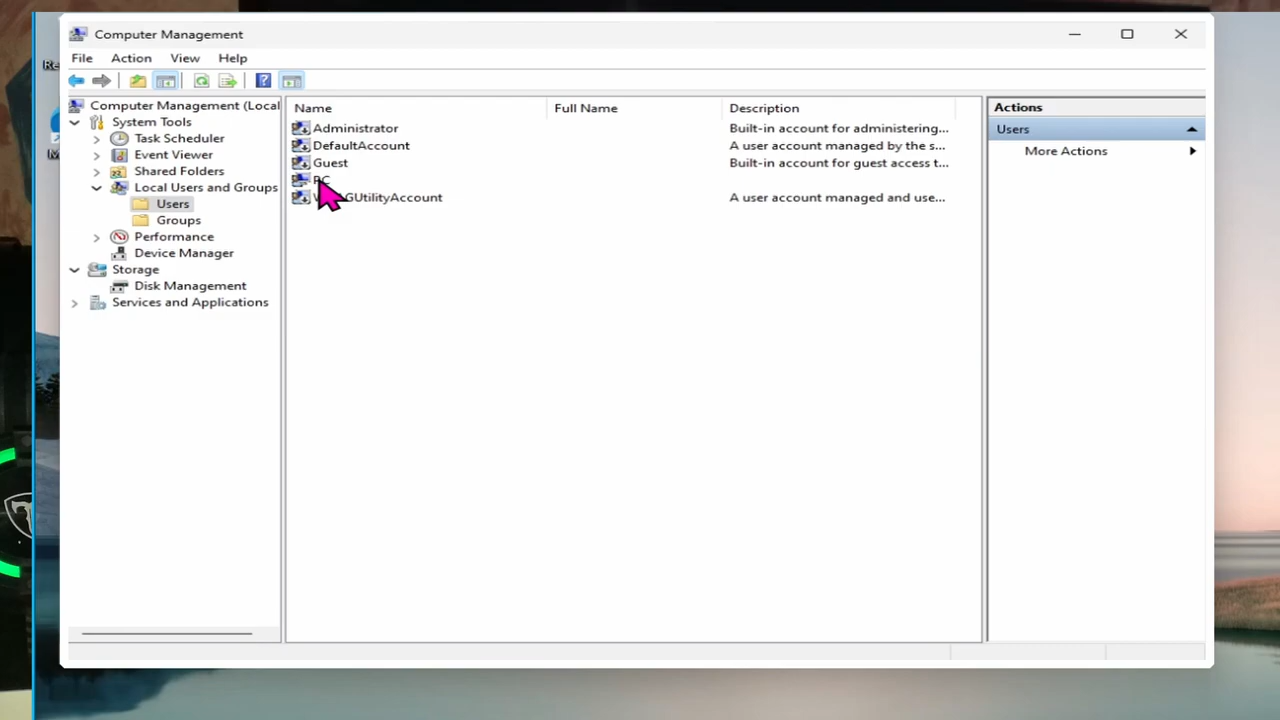 Computer Management
File Action View Help
Computer Management (Local
System Tools
Task Scheduler
Event Viewer
Shared Folders
Local Users and Groups
Users
Groups
Performance
Device Manager
Storage
Disk Management
Services and Applications
Name Full Name Description
Administrator Built-in account for administering...
DefaultAccount A user account managed by the s...
Guest Built-in account for guest access t...
PC
A user account managed and use...
Actions
Users
More Actions